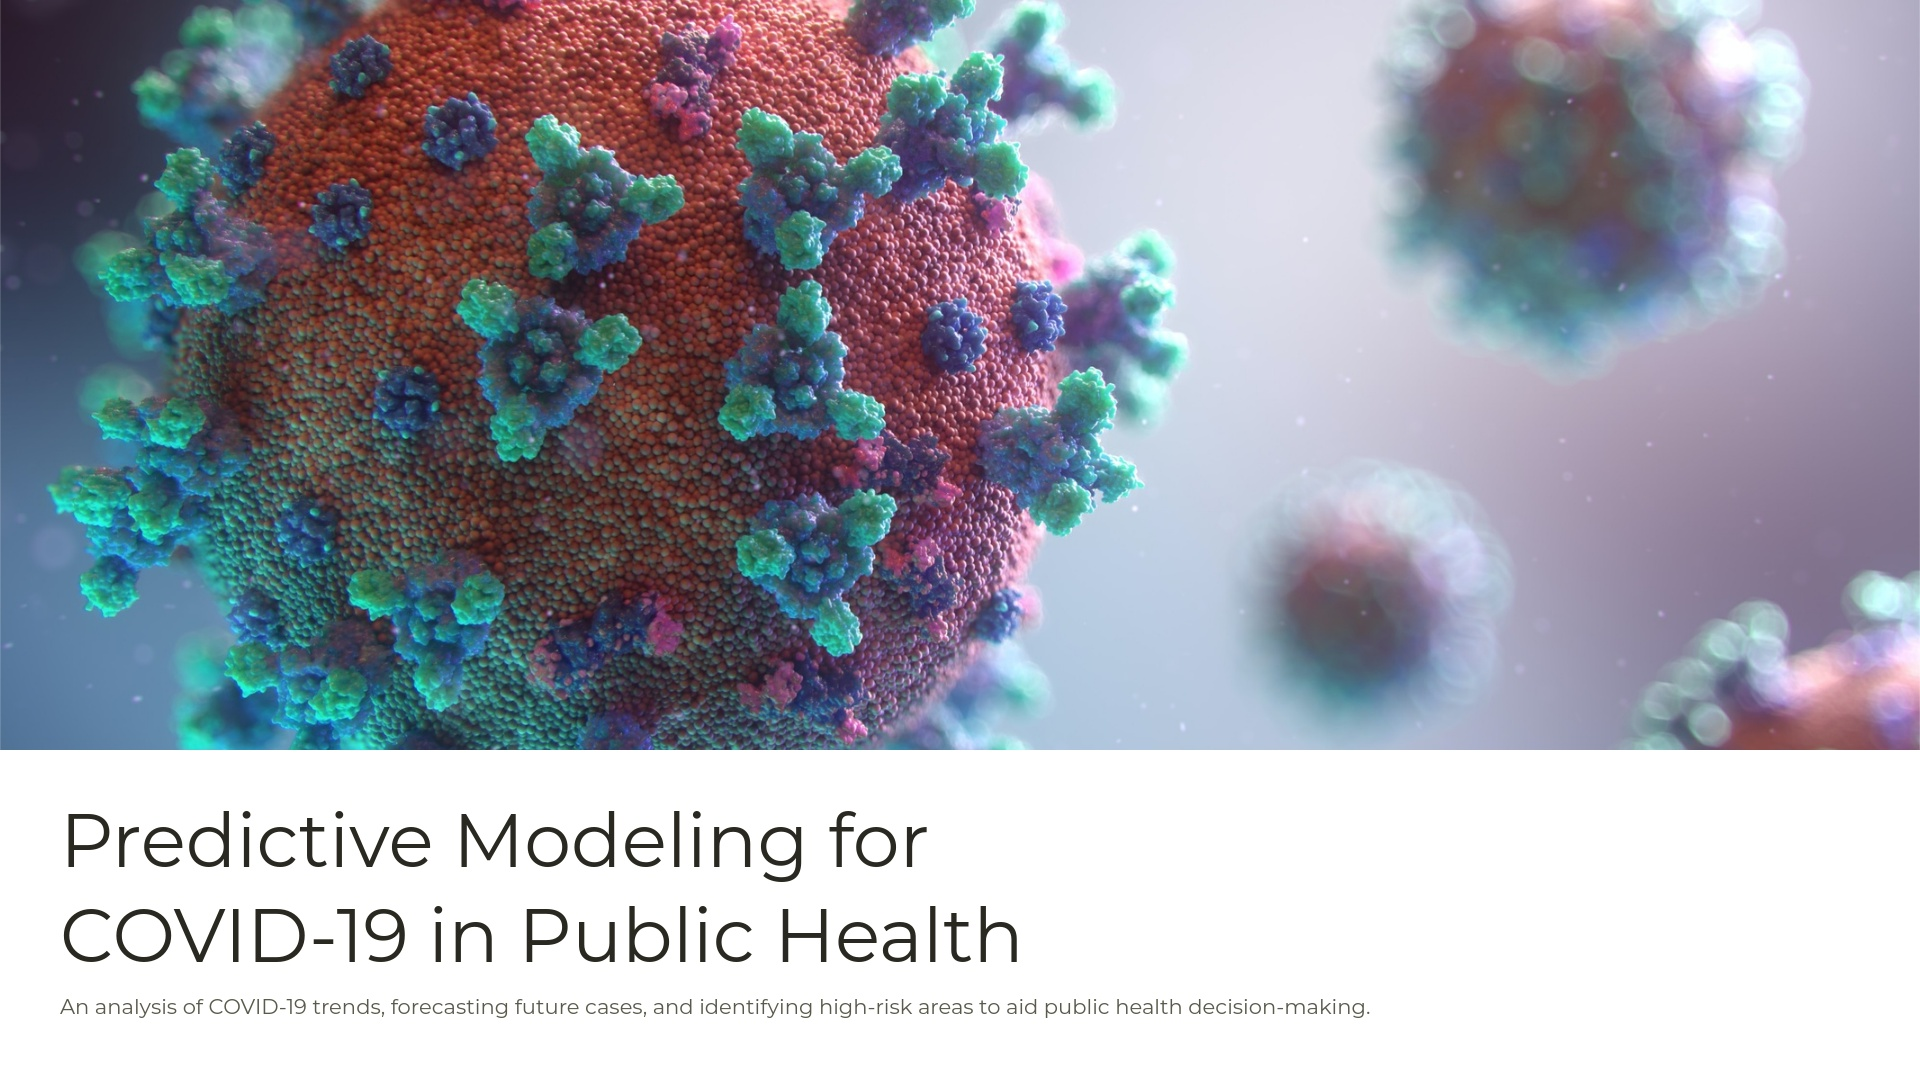 Predictive Modeling for
COVID-19 in Public Health
An analysis of COVID-19 trends, forecasting future cases, and identifying high-risk areas to aid public health decision-making.